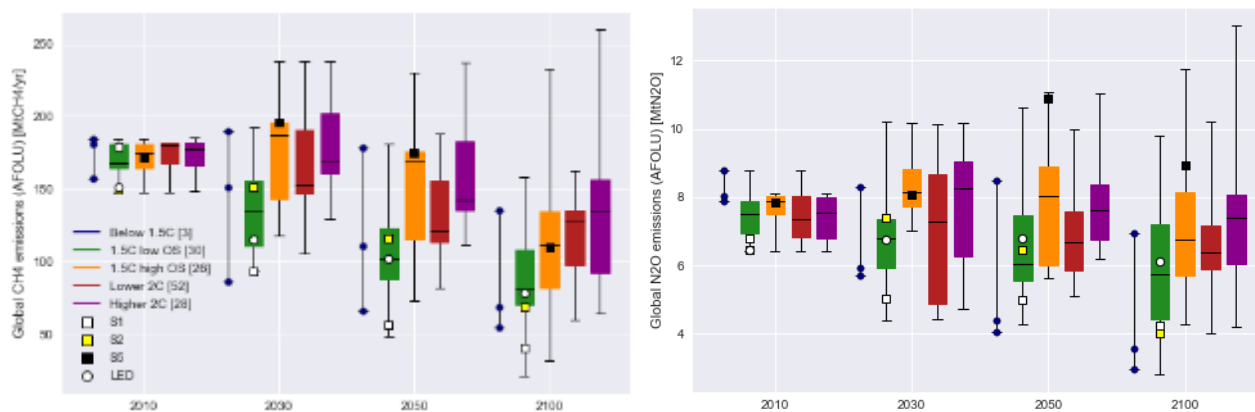 Global CH4 emissions (AFOLU) [MtCH4/yr]
250
200
150
100
50
Below 1.5C [3]
1.5C low OS [30]
1.5C high OS [26]
Lower 2C [52]
Higher 2C [28]
S1
S2
S5
LED
2010
2030
2050
2100
Global N2O emissions (AFOLU) [MtN2O]
12
10
8
6
4
2010
2030
2050
2100